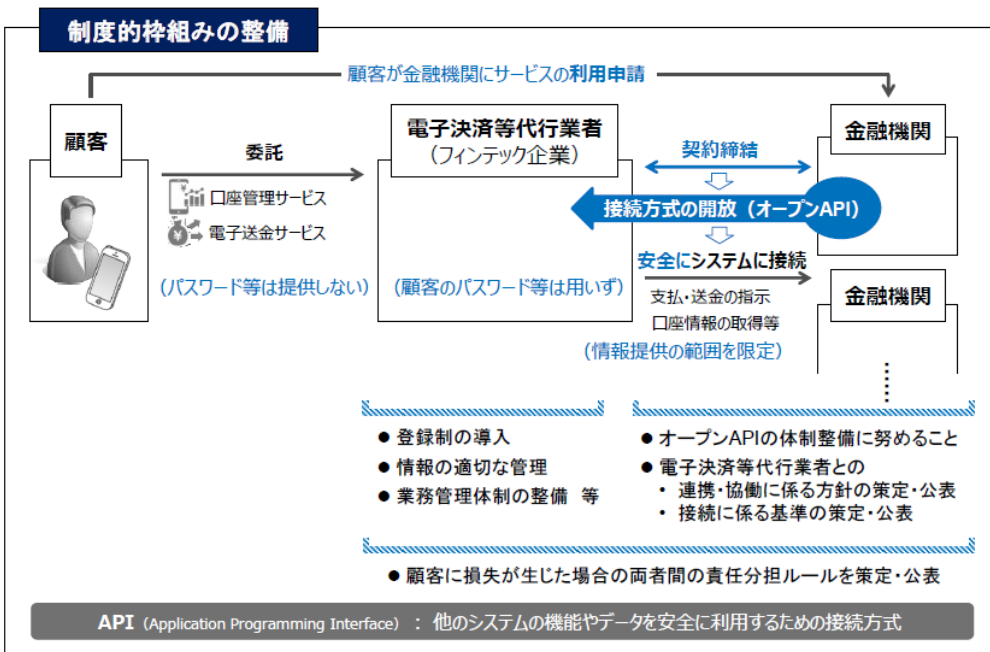 制度的枠組みの整備
顧客が金融機関にサービスの利用申請
顧客
委託
口座管理サービス
電子送金サービス
(パスワード等は提供しない)
電子決済等代行業者
(フィンテック企業)
(顧客のパスワード等は用いず)
契約締結
接続方式の開放(オープンAPI)
安全にシステムに接続
支払・送金の指示
口座情報の取得等
(情報提供の範囲を限定)
金融機関
金融機関
● 登録制の導入
● 情報の適切な管理
● 業務管理体制の整備 等
● オープンAPIの体制整備に努めること
● 電子決済等代行業者との
・ 連携・協働に係る方針の策定・公表
・ 接続に係る基準の策定・公表
● 顧客に損失が生じた場合の両者間の責任分担ルールを策定・公表
API (Application Programming Interface) : 他のシステムの機能やデータを安全に利用するための接続方式